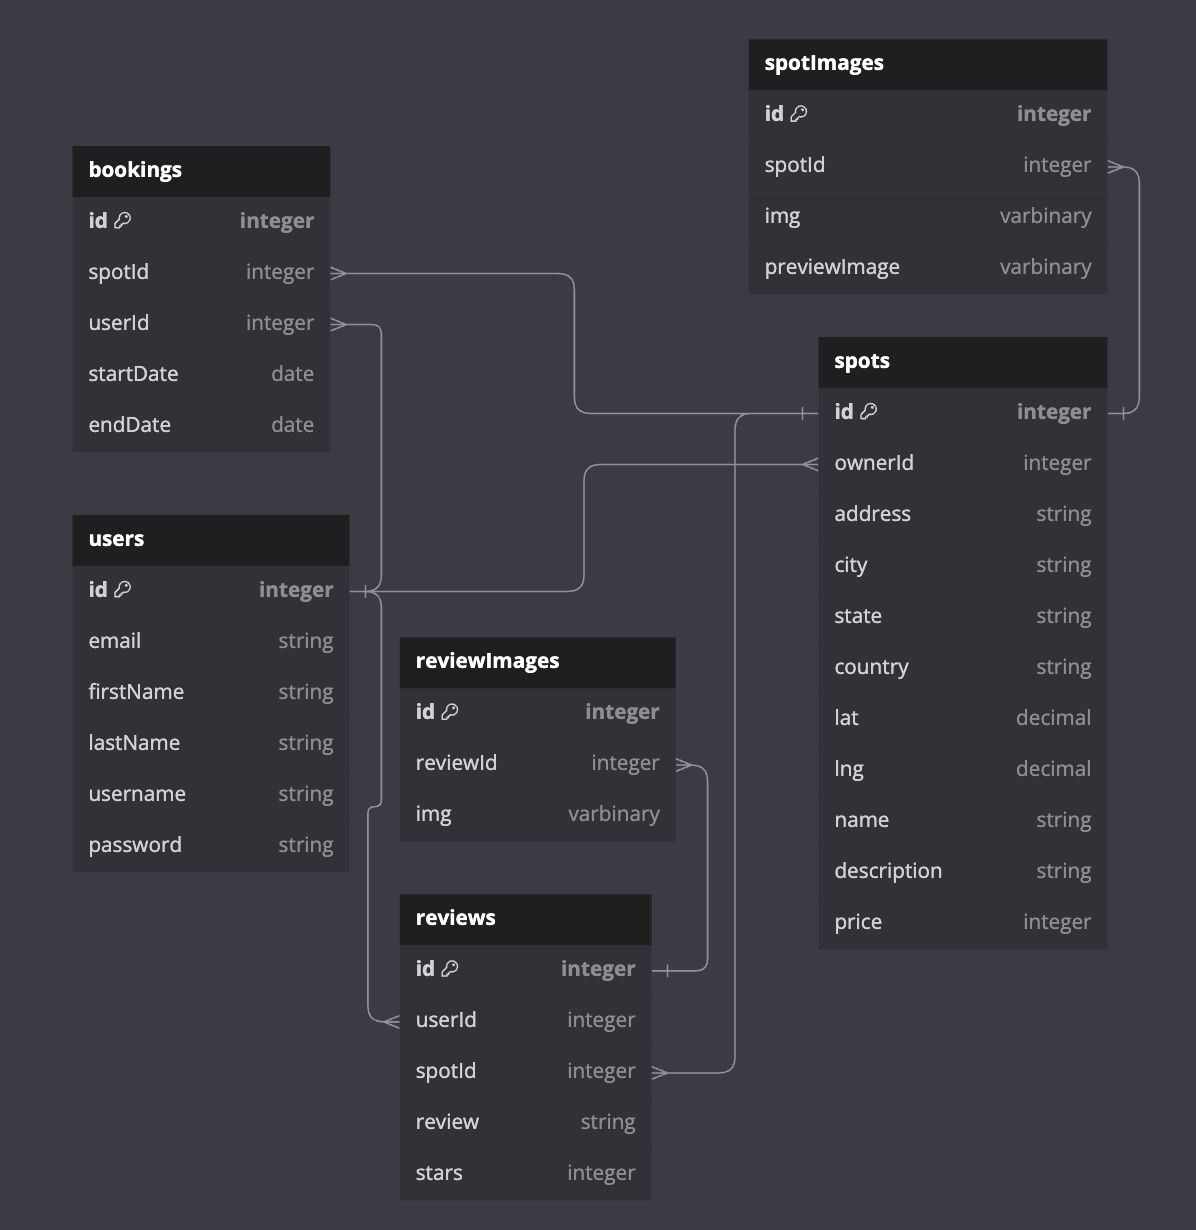 spotImages
id integer
spotId integer
img varbinary
previewImage varbinary
bookings
id integer
spotId integer
userId integer
startDate date
endDate date
spots
id integer
ownerId integer
address string
city string
state string
country string
lat decimal
lng decimal
name string
description string
price integer
users
id integer
email string
firstName string
lastName string
username string
password string
reviewImages
id integer
reviewId integer
img varbinary
reviews
id integer
userId integer
spotId integer
review string
stars integer